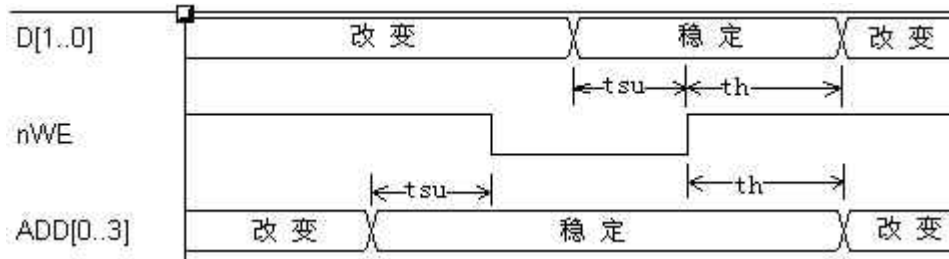 D[1..0] 改变 稳定 改变
tsu th
nWE
tsu th
ADD[0..3] 改变 稳定 改变